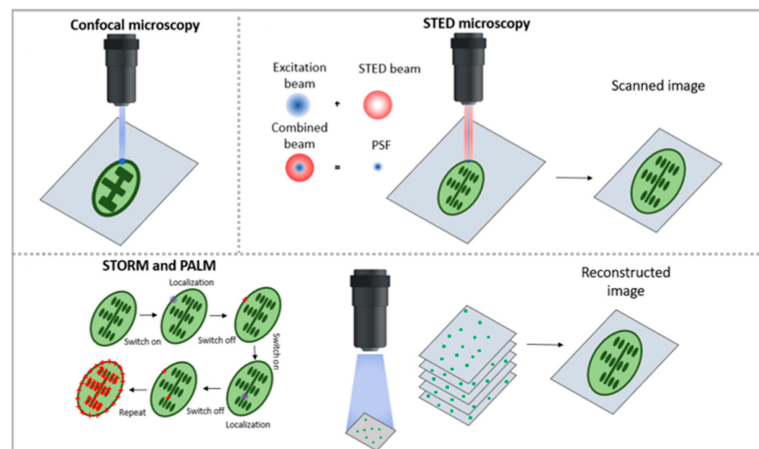 Confocal microscopy
STED microscopy
Excitation
beam
STED beam
+
Combined
beam
PSF
=
Scanned image
STORM and PALM
Localization
Switch on
Switch off
Switch on
Localization
Switch off
Repeat
Reconstructed
image